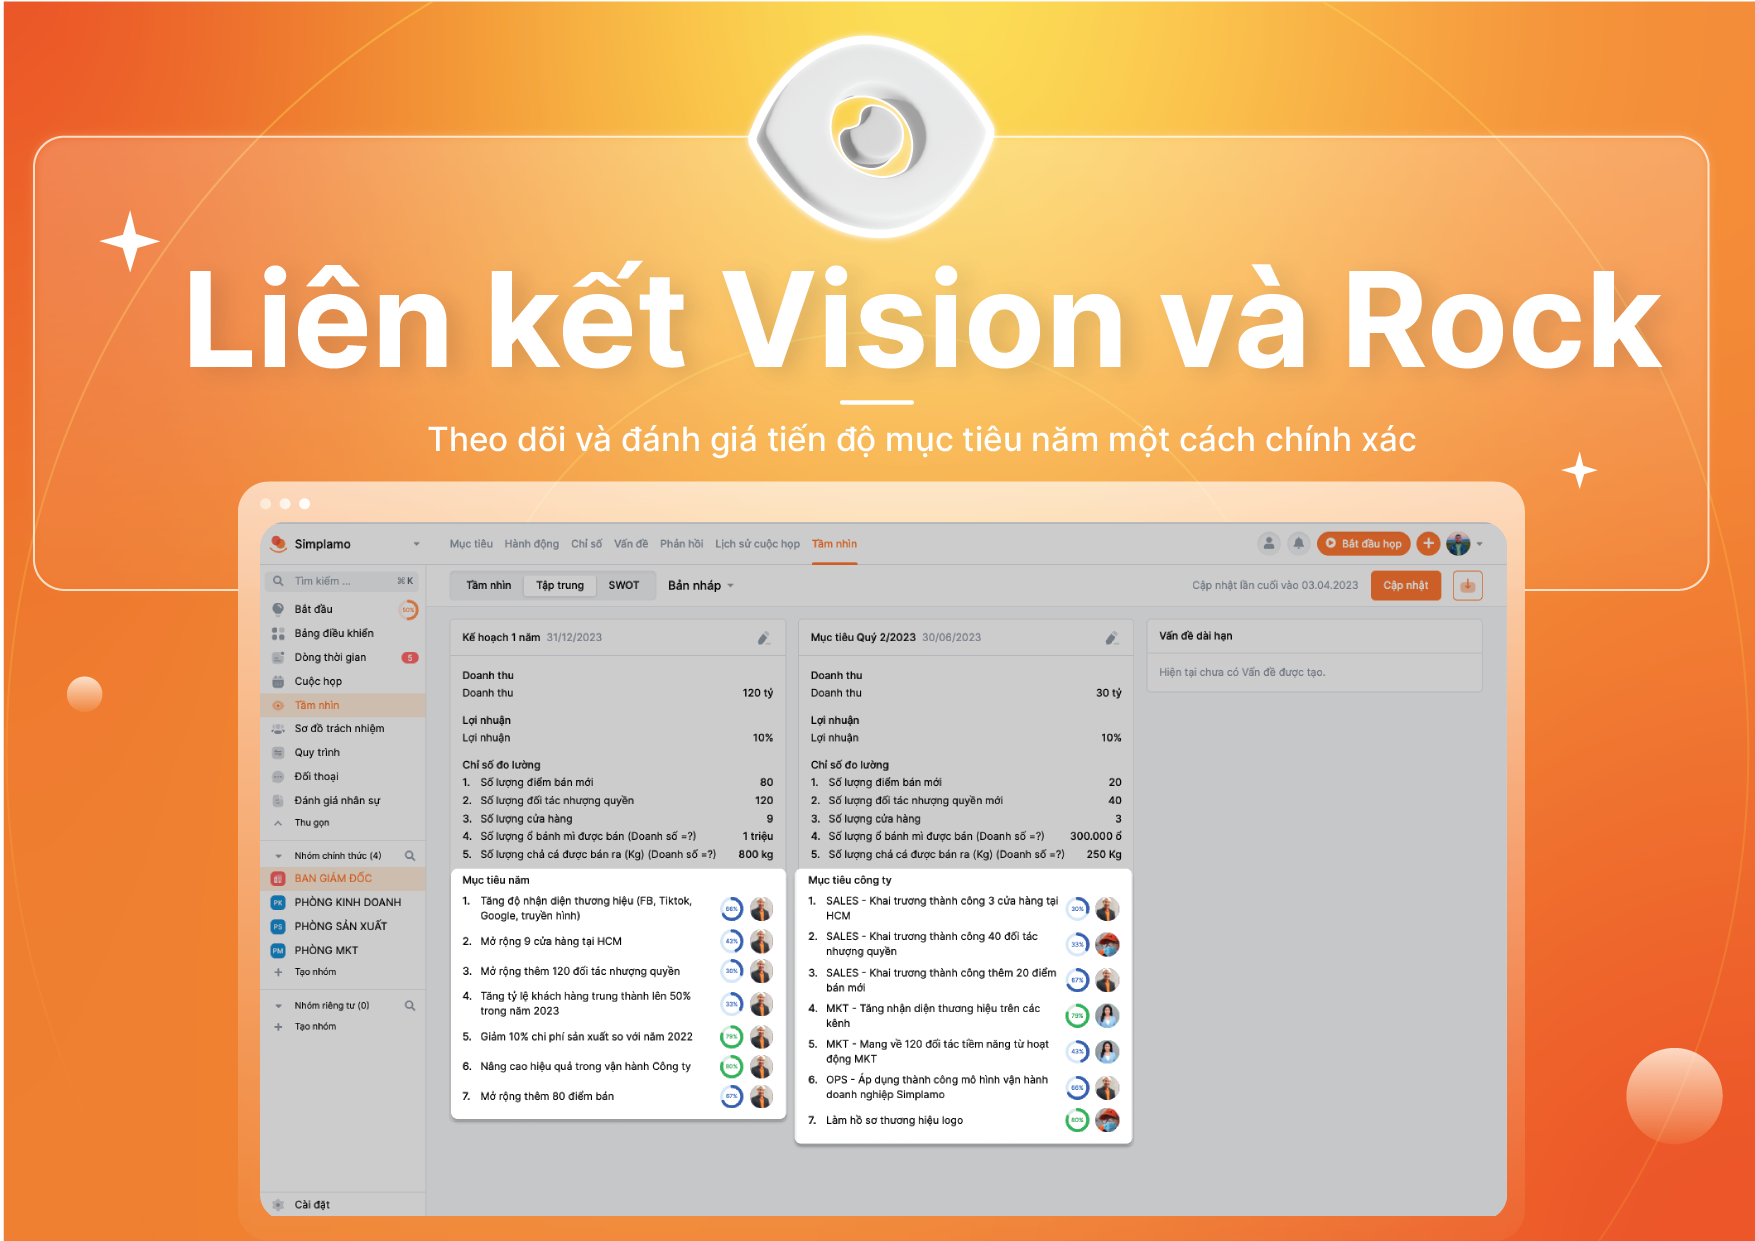 Liên kết Vision và Rock
Theo dõi và đánh giá tiến độ mục tiêu năm một cách chính xác
Simplamo
Mục tiêu Hành động Chỉ số Vấn đề Phản hồi Lịch sử cuộc họp Tầm nhìn
Bắt đầu họp
Tìm kiếm ... ⌘ K
Tầm nhìn Tập trung SWOT Bản nháp
Cập nhật lần cuối vào 03.04.2023 Cập nhật
Bắt đầu 50%
Bảng điều khiển
Dòng thời gian 5
Cuộc họp
Tầm nhìn
Sơ đồ trách nhiệm
Quy trình
Đối thoại
Đánh giá nhân sự
Thu gọn
Nhóm chính thức (4)
BAN GIÁM ĐỐC
PK PHÒNG KINH DOANH
PS PHÒNG SẢN XUẤT
PM PHÒNG MKT
Tạo nhóm
Nhóm riêng tư (0)
Tạo nhóm
Cài đặt
Kế hoạch 1 năm 31/12/2023
Doanh thu
Doanh thu 120 tỷ
Lợi nhuận
Lợi nhuận 10%
Chỉ số đo lường
1. Số lượng điểm bán mới 80
2. Số lượng đối tác nhượng quyền 120
3. Số lượng cửa hàng 9
4. Số lượng ổ bánh mì được bán (Doanh số =?) 1 triệu
5. Số lượng chả cá được bán ra (Kg) (Doanh số =?) 800 kg
Mục tiêu năm
1. Tăng độ nhận diện thương hiệu (FB, Tiktok,
Google, truyền hình) 66%
2. Mở rộng 9 cửa hàng tại HCM 43%
3. Mở rộng thêm 120 đối tác nhượng quyền 30%
4. Tăng tỷ lệ khách hàng trung thành lên 50%
trong năm 2023 33%
5. Giảm 10% chi phí sản xuất so với năm 2022 79%
6. Nâng cao hiệu quả trong vận hành Công ty 80%
7. Mở rộng thêm 80 điểm bán 67%
Mục tiêu Quý 2/2023 30/06/2023
Doanh thu
Doanh thu 30 tỷ
Lợi nhuận
Lợi nhuận 10%
Chỉ số đo lường
1. Số lượng điểm bán mới 20
2. Số lượng đối tác nhượng quyền mới 40
3. Số lượng cửa hàng 3
4. Số lượng ổ bánh mì được bán (Doanh số =?) 300.000 ổ
5. Số lượng chả cá được bán ra (Kg) (Doanh số =?) 250 Kg
Mục tiêu công ty
1. SALES - Khai trương thành công 3 cửa hàng tại
HCM 30%
2. SALES - Khai trương thành công 40 đối tác
nhượng quyền 33%
3. SALES - Khai trương thành công thêm 20 điểm
bán mới 67%
4. MKT - Tăng nhận diện thương hiệu trên các
kênh 79%
5. MKT - Mang về 120 đối tác tiềm năng từ hoạt
động MKT 43%
6. OPS - Áp dụng thành công mô hình vận hành
doanh nghiệp Simplamo 66%
7. Làm hồ sơ thương hiệu logo 80%
Vấn đề dài hạn
Hiện tại chưa có Vấn đề được tạo.